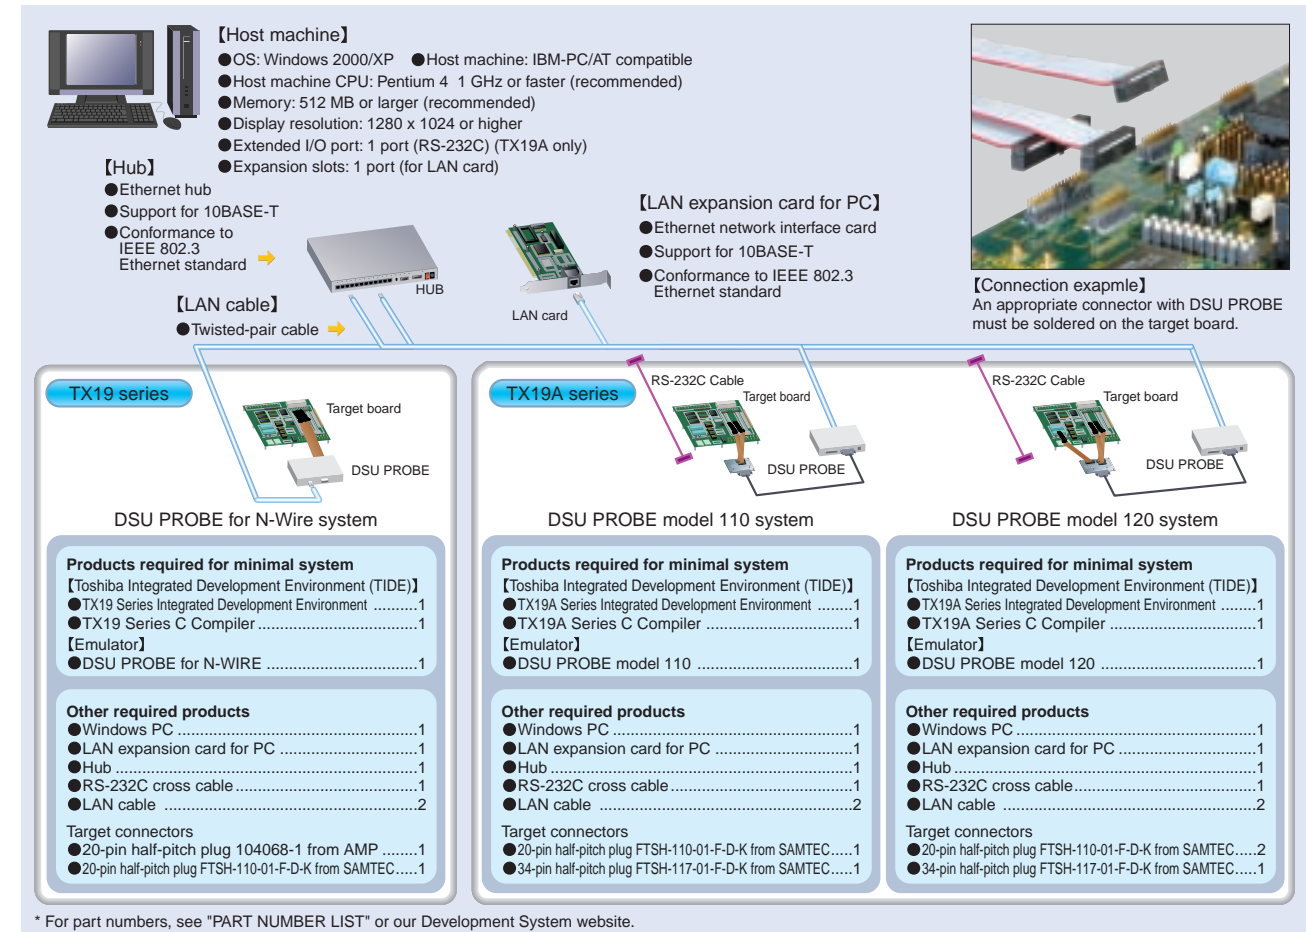 【Host machine】
●OS: Windows 2000/XP ●Host machine: IBM-PC/AT compatible
●Host machine CPU: Pentium 4 1 GHz or faster (recommended)
●Memory: 512 MB or larger (recommended)
●Display resolution: 1280 x 1024 or higher
●Extended I/O port: 1 port (RS-232C) (TX19A only)
●Expansion slots: 1 port (for LAN card)
【Hub】
●Ethernet hub
●Support for 10BASE-T
●Conformance to
IEEE 802.3
Ethernet standard
HUB
【LAN cable】
●Twisted-pair cable
LAN card
【LAN expansion card for PC】
●Ethernet network interface card
●Support for 10BASE-T
●Conformance to IEEE 802.3
Ethernet standard
【Connection exapmle】
An appropriate connector with DSU PROBE
must be soldered on the target board.
TX19 series
Target board
DSU PROBE
DSU PROBE for N-Wire system
Products required for minimal system
【Toshiba Integrated Development Environment (TIDE)】
●TX19 Series Integrated Development Environment ..........1
●TX19 Series C Compiler ....................................1
【Emulator】
●DSU PROBE for N-WIRE ..................................1
Other required products
●Windows PC .............................................1
●LAN expansion card for PC ...............................1
●Hub ..........................................................1
●RS-232C cross cable .........................................1
●LAN cable .........................................................2
Target connectors
●20-pin half-pitch plug 104068-1 from AMP ........1
●20-pin half-pitch plug FTSH-110-01-F-D-K from SAMTEC.....1
TX19A series
RS-232C Cable
Target board
DSU PROBE
DSU PROBE model 110 system
Products required for minimal system
【Toshiba Integrated Development Environment (TIDE)】
●TX19A Series Integrated Development Environment ........1
●TX19A Series C Compiler .................................1
【Emulator】
●DSU PROBE model 110 ...................................1
Other required products
●Windows PC .............................................1
●LAN expansion card for PC ...............................1
●Hub ..........................................................1
●RS-232C cross cable .........................................1
●LAN cable .........................................................2
Target connectors
●20-pin half-pitch plug FTSH-110-01-F-D-K from SAMTEC.....1
●34-pin half-pitch plug FTSH-117-01-F-D-K from SAMTEC.....1
RS-232C Cable
Target board
DSU PROBE
DSU PROBE model 120 system
Products required for minimal system
【Toshiba Integrated Development Environment (TIDE)】
●TX19A Series Integrated Development Environment ........1
●TX19A Series C Compiler .................................1
【Emulator】
●DSU PROBE model 120 ...................................1
Other required products
●Windows PC .............................................1
●LAN expansion card for PC ...............................1
●Hub ..........................................................1
●RS-232C cross cable .........................................1
●LAN cable .........................................................2
Target connectors
●20-pin half-pitch plug FTSH-110-01-F-D-K from SAMTEC.....2
●34-pin half-pitch plug FTSH-117-01-F-D-K from SAMTEC.....1
* For part numbers, see "PART NUMBER LIST" or our Development System website.